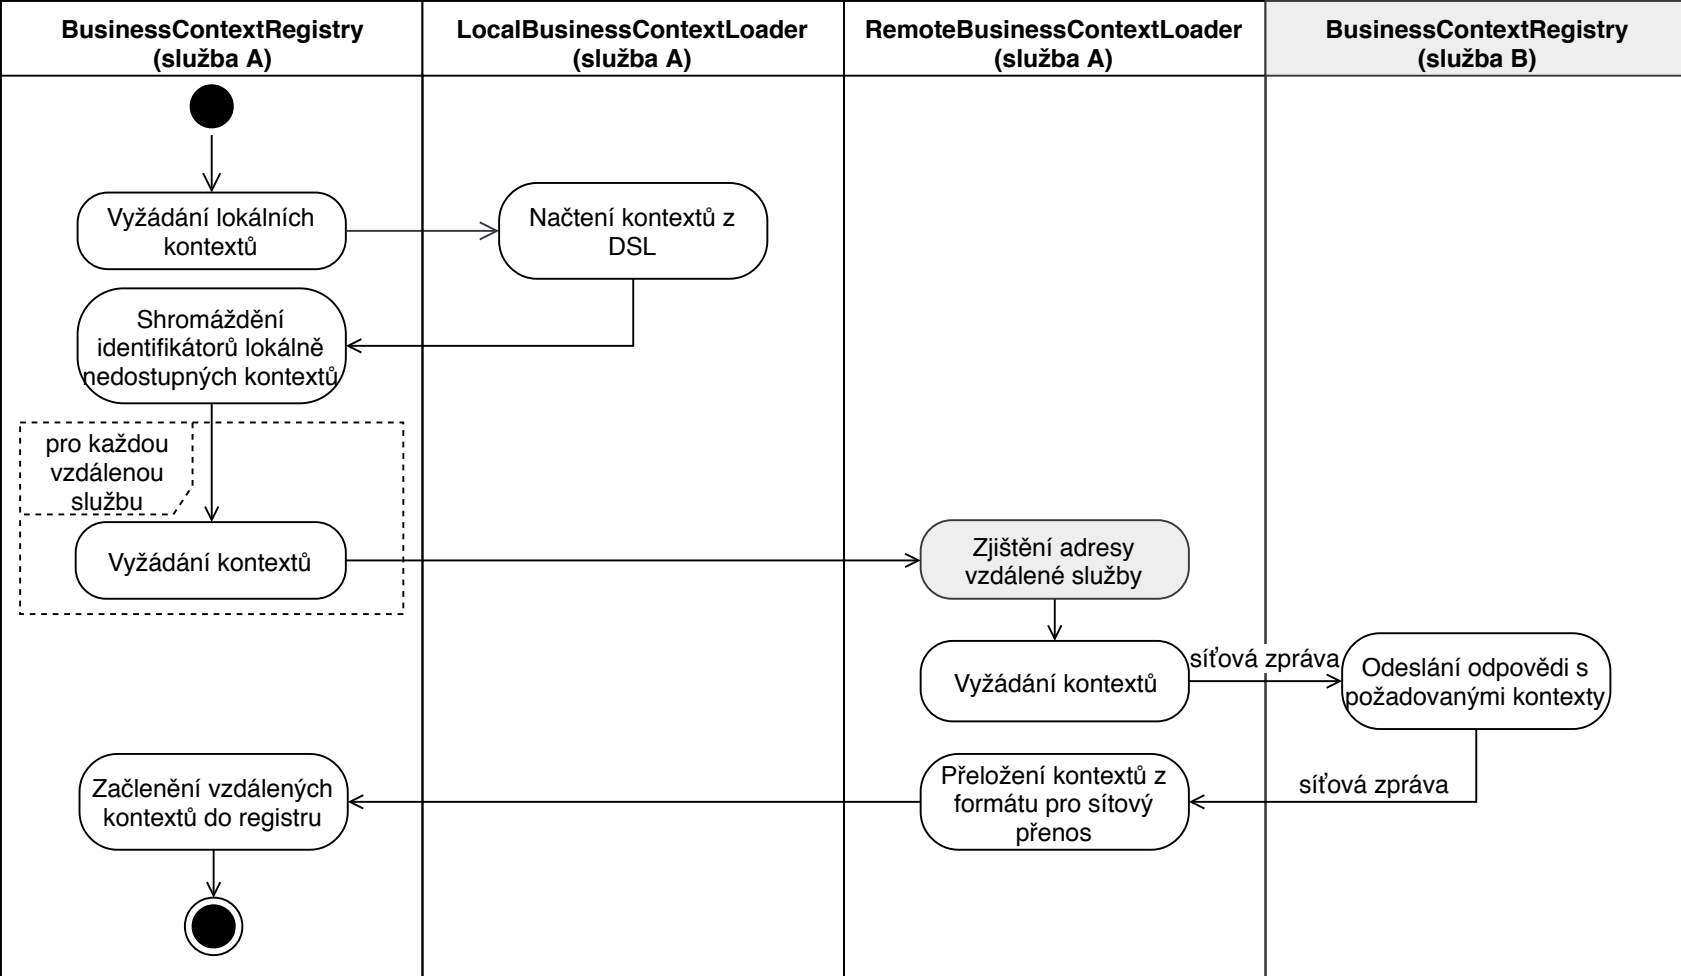 BusinessContextRegistry
(služba A)
LocalBusinessContextLoader
(služba A)
RemoteBusinessContextLoader
(služba A)
BusinessContextRegistry
(služba B)
Vyžádání lokálních
kontextů
Načtení kontextů z
DSL
Shromáždění
identifikátorů lokálně
nedostupných kontextů
pro každou
vzdálenou
službu
Vyžádání kontextů
Zjištění adresy
vzdálené služby
Vyžádání kontextů
síťová zpráva
Odeslání odpovědi s
požadovanými kontexty
síťová zpráva
Přeložení kontextů z
formátu pro sítový
přenos
Začlenění vzdálených
kontextů do registru